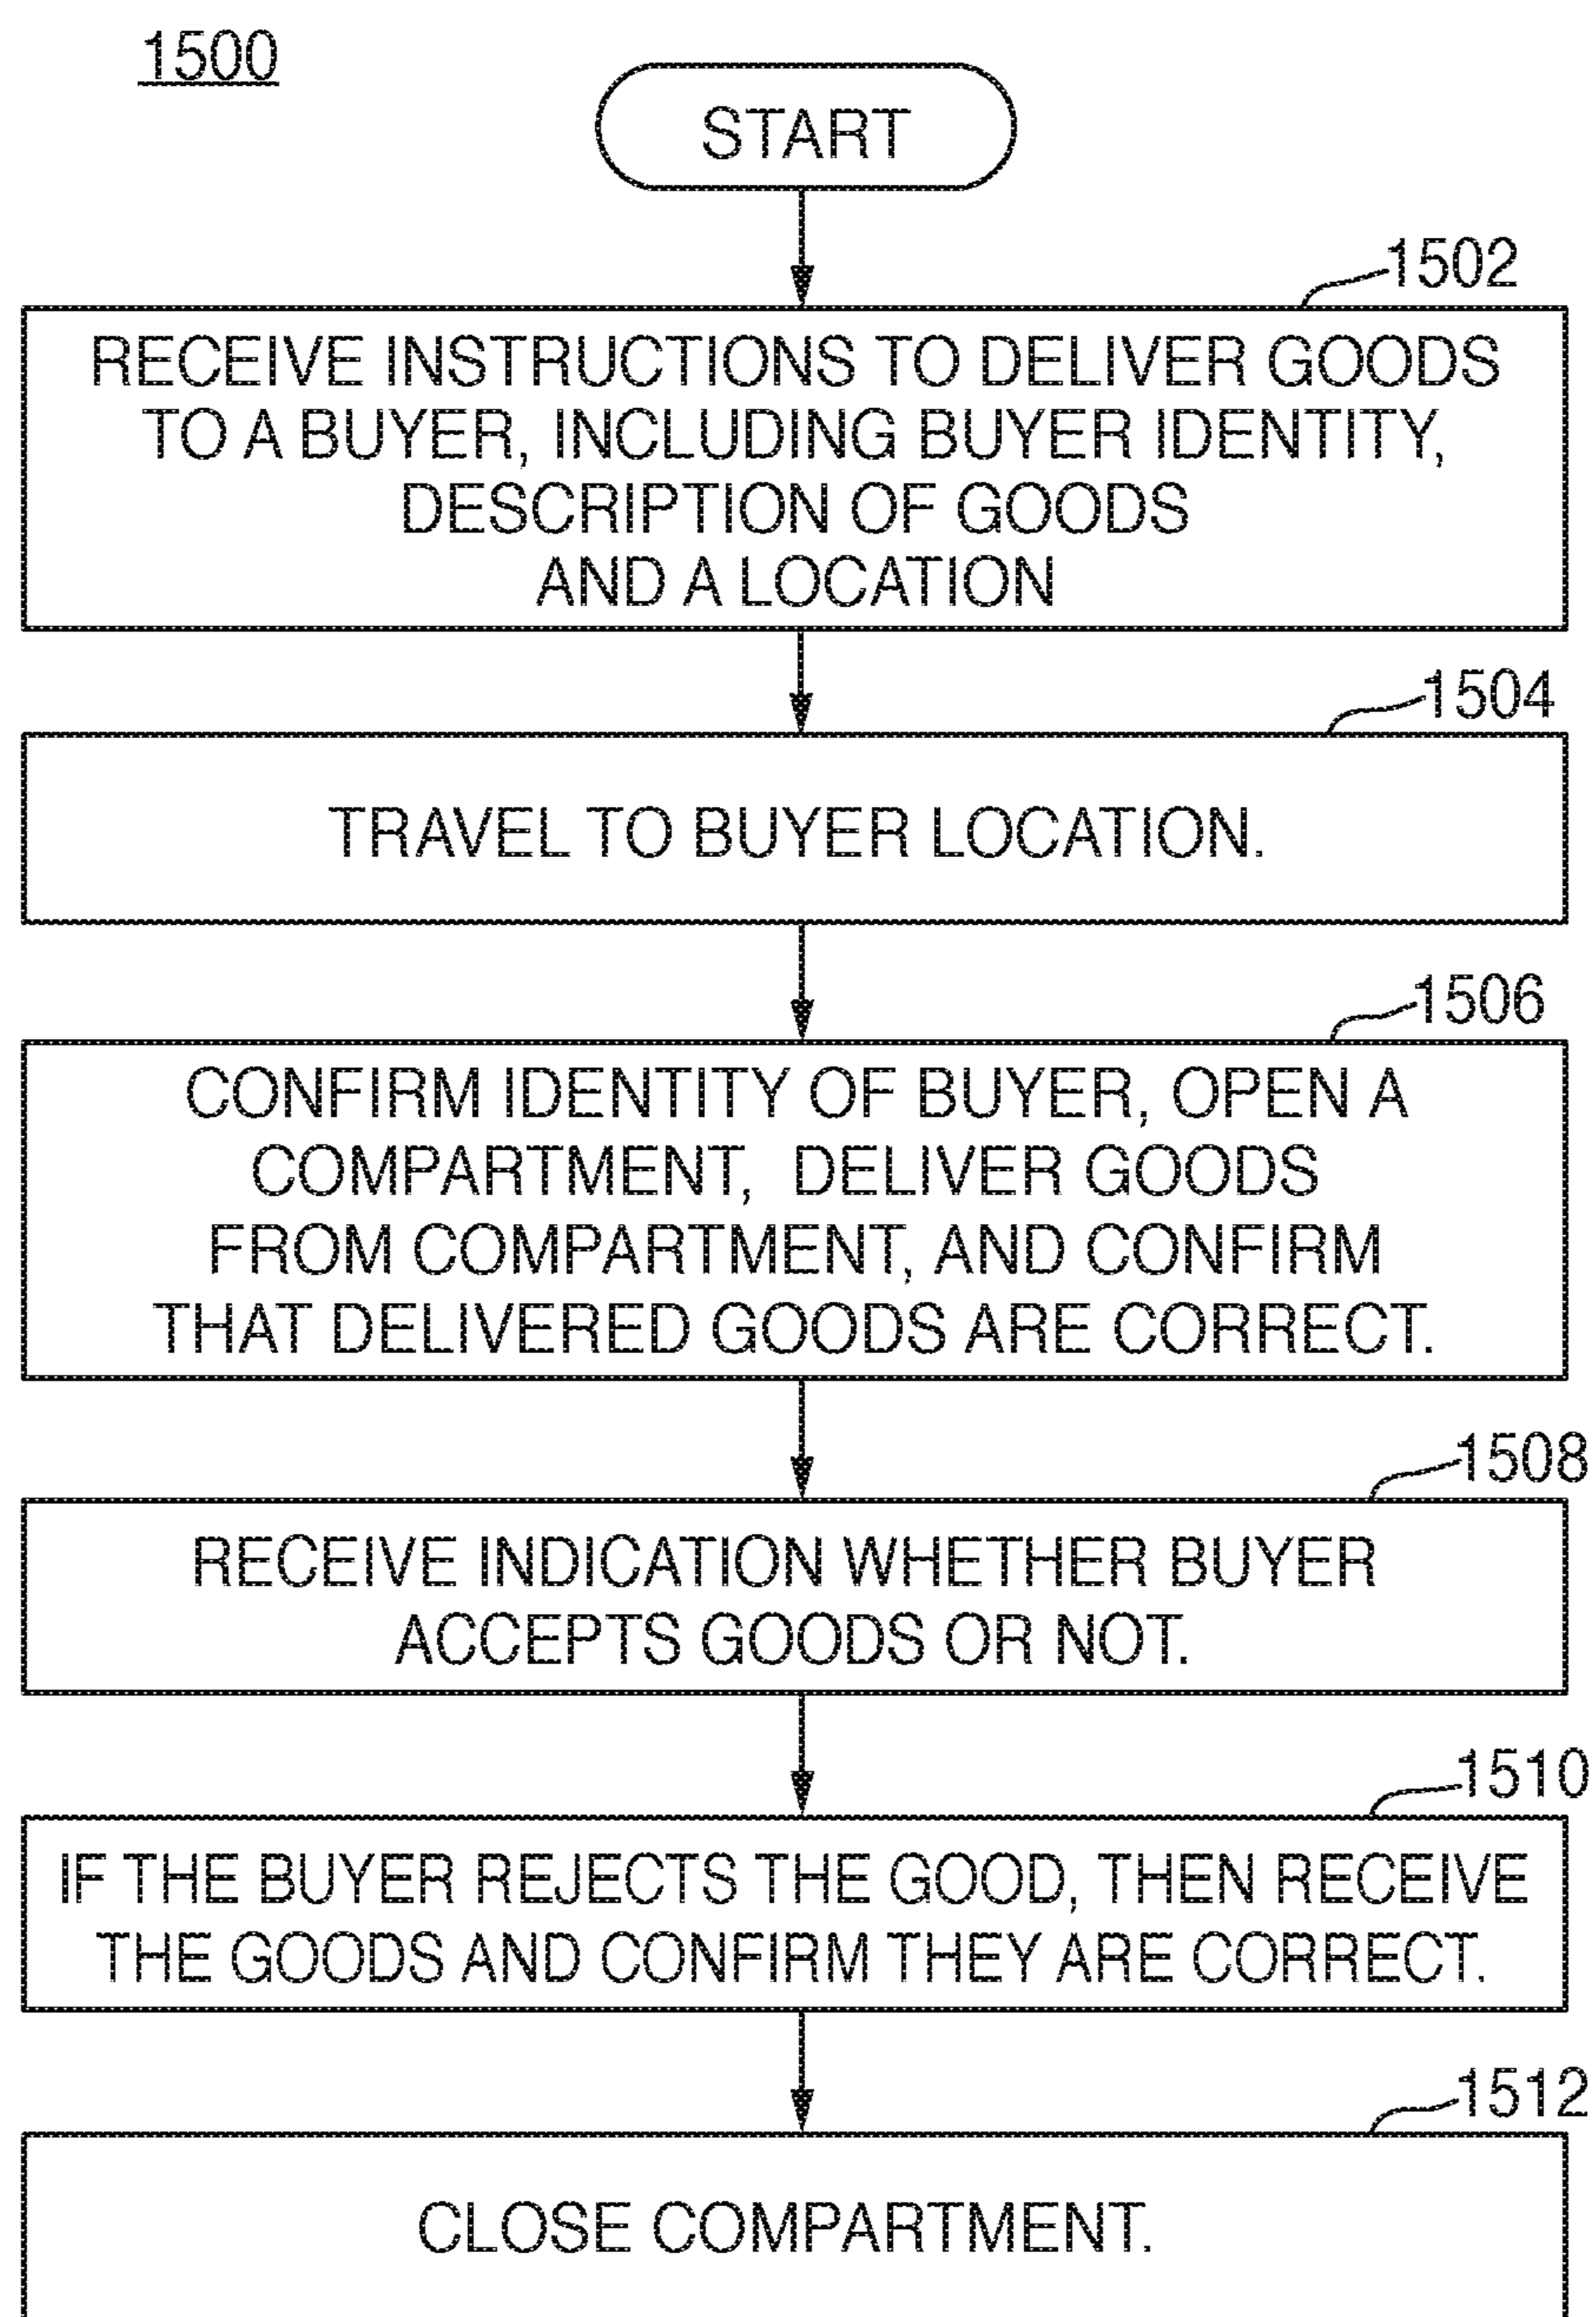 1500
START
1502
RECEIVE INSTRUCTIONS TO DELIVER GOODS
TO A BUYER, INCLUDING BUYER IDENTITY,
DESCRIPTION OF GOODS
AND A LOCATION
1504
TRAVEL TO BUYER LOCATION.
1506
CONFIRM IDENTITY OF BUYER, OPEN A
COMPARTMENT, DELIVER GOODS
FROM COMPARTMENT, AND CONFIRM
THAT DELIVERED GOODS ARE CORRECT.
1508
RECEIVE INDICATION WHETHER BUYER
ACCEPTS GOODS OR NOT.
1510
IF THE BUYER REJECTS THE GOOD, THEN RECEIVE
THE GOODS AND CONFIRM THEY ARE CORRECT.
1512
CLOSE COMPARTMENT.